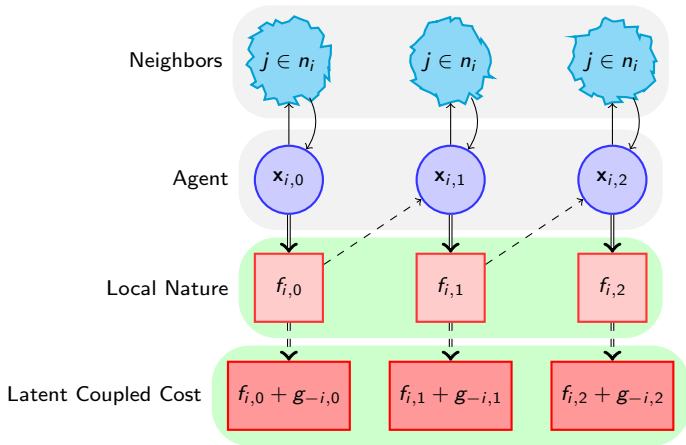 Neighbors j ∈ n_i j ∈ n_i j ∈ n_i
Agent x_{i,0} x_{i,1} x_{i,2}
Local Nature f_{i,0} f_{i,1} f_{i,2}
Latent Coupled Cost f_{i,0} + g_{−i,0} f_{i,1} + g_{−i,1} f_{i,2} + g_{−i,2}